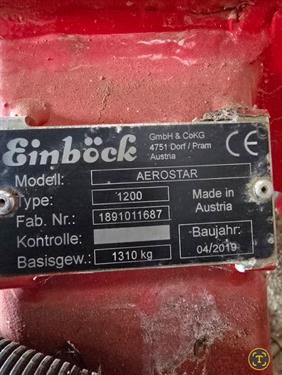 Einböck
GmbH & CoKG
4751 Dorf / Pram
Austria
CE
Modell: AEROSTAR
Type: 1200
Made in
Austria
Fab. Nr.: 1891011687
Kontrolle:
Baujahr:
04/2019
Basisgew.: 1310 kg
T